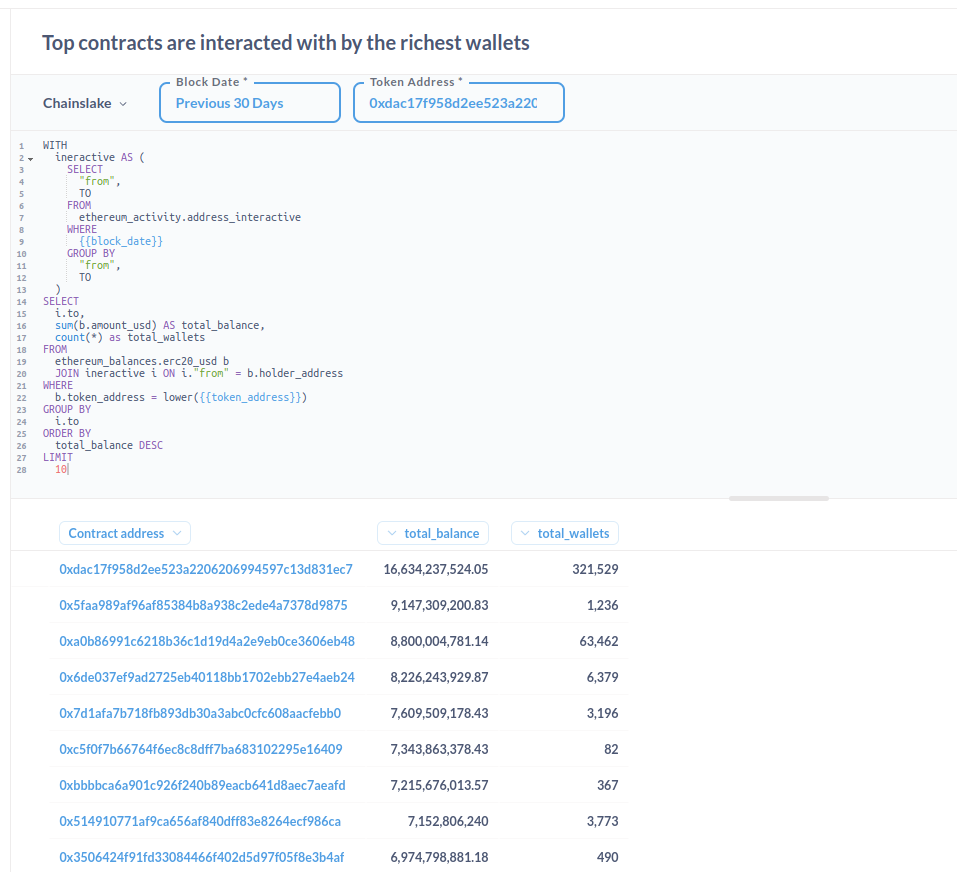 Top contracts are interacted with by the richest wallets
Chainslake
Block Date *
Previous 30 Days
Token Address *
0xdac17f958d2ee523a220
1 WITH
2 ineractive AS (
3 SELECT
4 "from",
5 TO
6 FROM
7 ethereum_activity.address_interactive
8 WHERE
9 {{block_date}}
10 GROUP BY
11 "from",
12 TO
13 )
14 SELECT
15 i.to,
16 sum(b.amount_usd) AS total_balance,
17 count(*) as total_wallets
18 FROM
19 ethereum_balances.erc20_usd b
20 JOIN ineractive i ON i."from" = b.holder_address
21 WHERE
22 b.token_address = lower({{token_address}})
23 GROUP BY
24 i.to
25 ORDER BY
26 total_balance DESC
27 LIMIT
28 10
Contract address total_balance total_wallets
0xdac17f958d2ee523a2206206994597c13d831ec7 16,634,237,524.05 321,529
0x5faa989af96af85384b8a938c2ede4a7378d9875 9,147,309,200.83 1,236
0xa0b86991c6218b36c1d19d4a2e9eb0ce3606eb48 8,800,004,781.14 63,462
0x6de037ef9ad2725eb40118bb1702ebb27e4aeb24 8,226,243,929.87 6,379
0x7d1afa7b718fb893db30a3abc0cfc608aacfebb0 7,609,509,178.43 3,196
0xc5f0f7b66764f6ec8c8dff7ba683102295e16409 7,343,863,378.43 82
0xbbbbca6a901c926f240b89eacb641d8aec7aeafd 7,215,676,013.57 367
0x514910771af9ca656af840dff83e8264ecf986ca 7,152,806,240 3,773
0x3506424f91fd33084466f402d5d97f05f8e3b4af 6,974,798,881.18 490